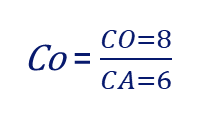 Co = CO=8
CA=6